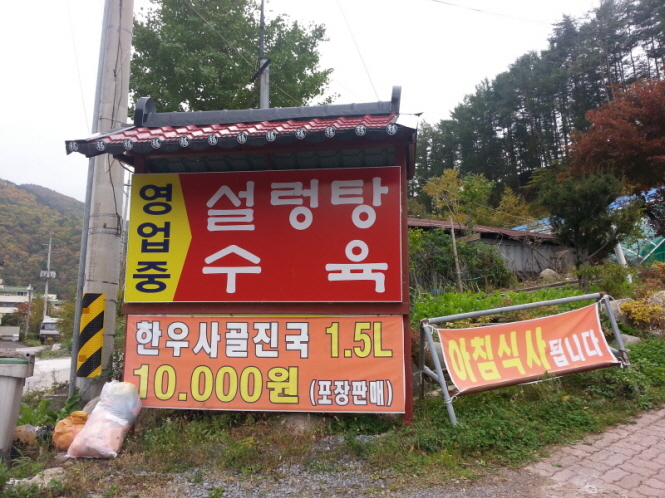 영업중
설렁탕
수육
한우사골진국 1.5L
10.000원 (포장판매)
아침식사 됩니다